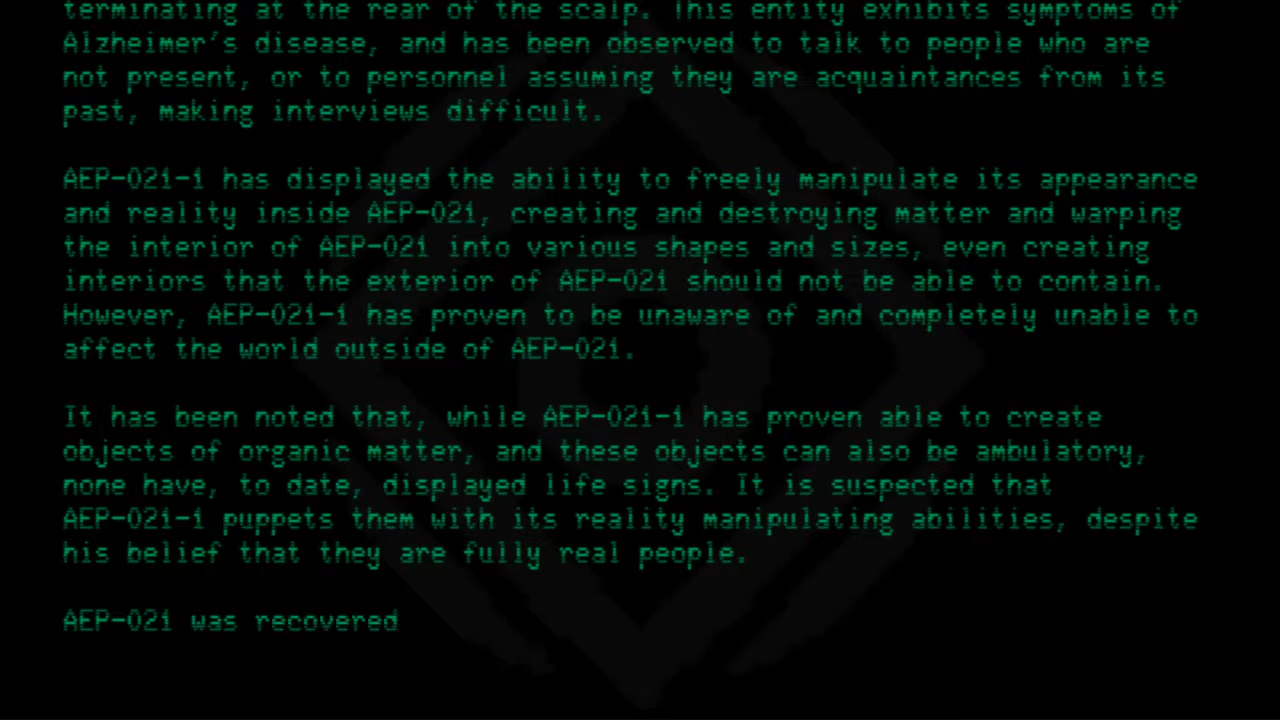 terminating at the rear of the scalp. This entity exhibits symptoms of
Alzheimer's disease, and has been observed to talk to people who are
not present, or to personnel assuming they are acquaintances from its
past, making interviews difficult.
AEP-021-1 has displayed the ability to freely manipulate its appearance
and reality inside AEP-021, creating and destroying matter and warping
the interior of AEP-021 into various shapes and sizes, even creating
interiors that the exterior of AEP-021 should not be able to contain.
However, AEP-021-1 has proven to be unaware of and completely unable to
affect the world outside of AEP-021.
It has been noted that, while AEP-021-1 has proven able to create
objects of organic matter, and these objects can also be ambulatory,
none have, to date, displayed life signs. It is suspected that
AEP-021-1 puppets them with its reality manipulating abilities, despite
his belief that they are fully real people.
AEP-021 was recovered